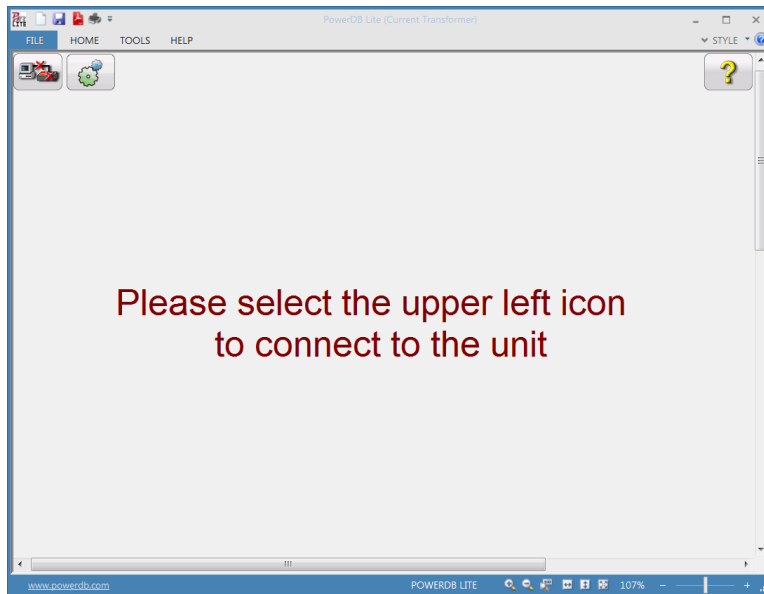 PowerDB Lite (Current Transformer)
FILE HOME TOOLS HELP STYLE
?
Please select the upper left icon
to connect to the unit
www.powerdb.com POWERDB LITE 107%